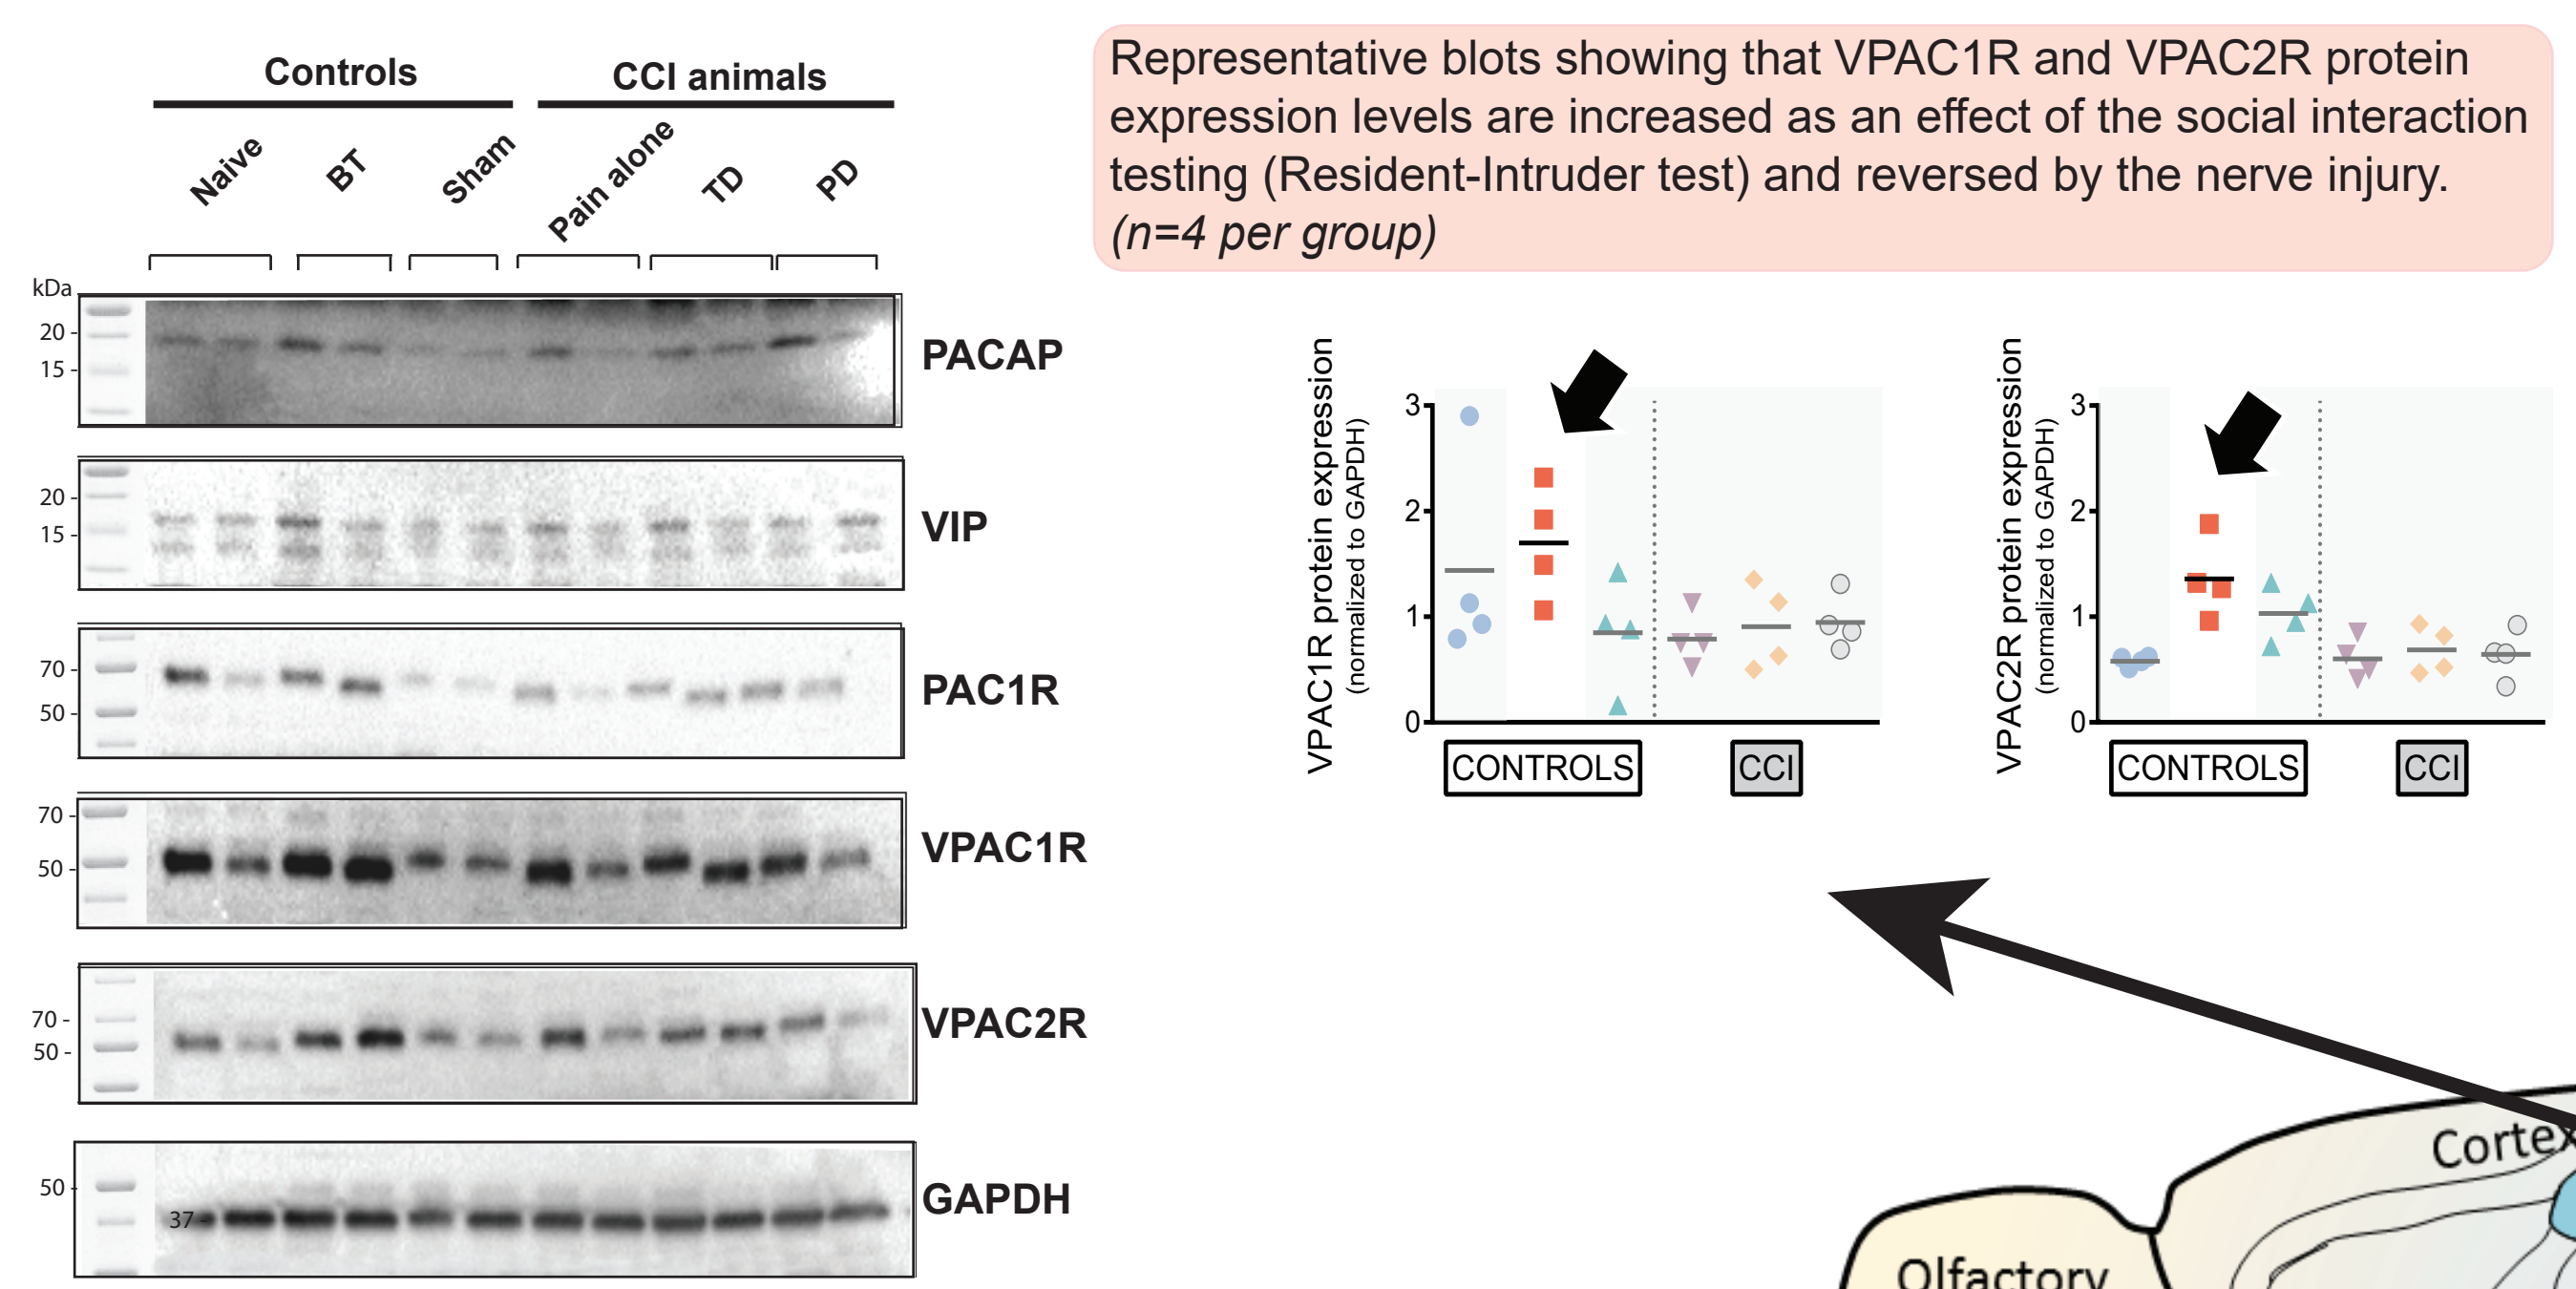 Controls
CCI animals
Naive
BT
Sham
Pain alone
TD
PD
kDa
20 -
15 -
PACAP
20 -
15 -
VIP
70 -
50 -
PAC1R
70 -
50 -
VPAC1R
70 -
50 -
VPAC2R
50 -
37 -
GAPDH
Representative blots showing that VPAC1R and VPAC2R protein
expression levels are increased as an effect of the social interaction
testing (Resident-Intruder test) and reversed by the nerve injury.
(n=4 per group)
VPAC1R protein expression
(normalized to GAPDH)
3
2
1
0
CONTROLS
CCI
VPAC2R protein expression
(normalized to GAPDH)
3
2
1
0
CONTROLS
CCI
Cortex
Olfactory